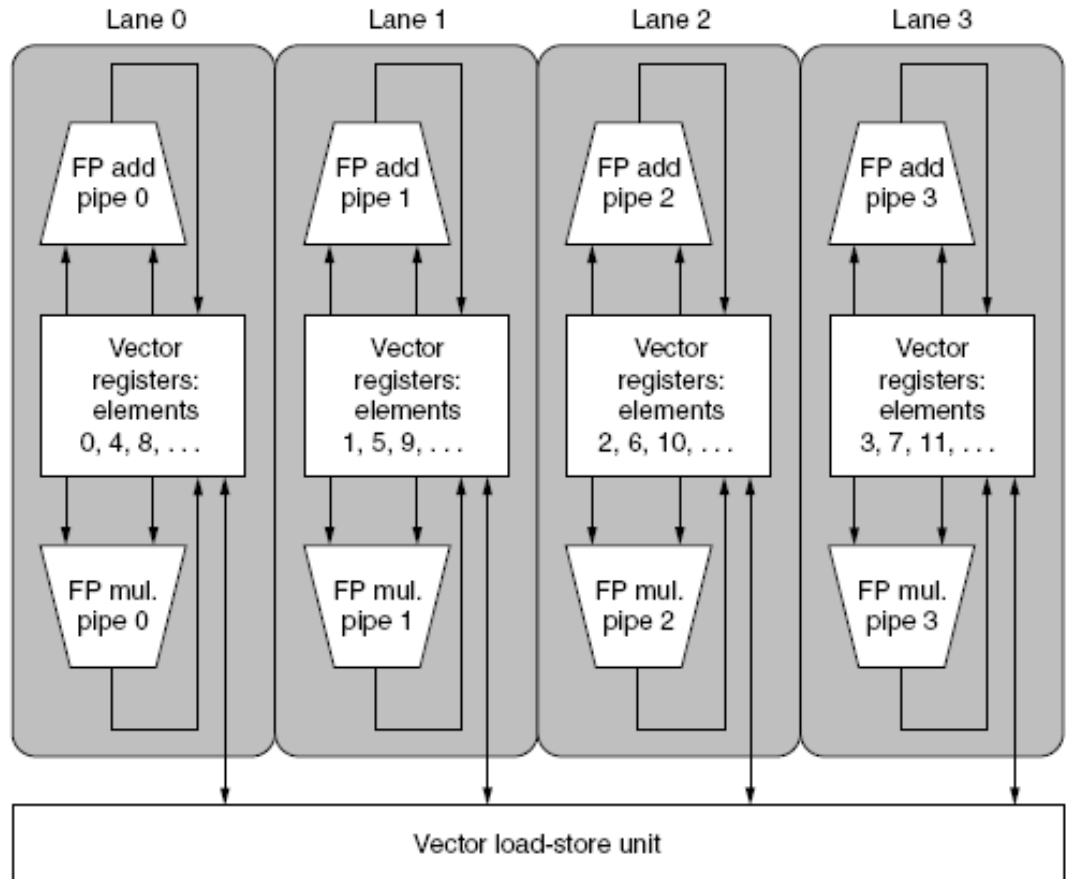 Lane 0
Lane 1
Lane 2
Lane 3
FP add
pipe 0
FP add
pipe 1
FP add
pipe 2
FP add
pipe 3
Vector
registers:
elements
0, 4, 8, . . .
Vector
registers:
elements
1, 5, 9, . . .
Vector
registers:
elements
2, 6, 10, . . .
Vector
registers:
elements
3, 7, 11, . . .
FP mul.
pipe 0
FP mul.
pipe 1
FP mul.
pipe 2
FP mul.
pipe 3
Vector load-store unit